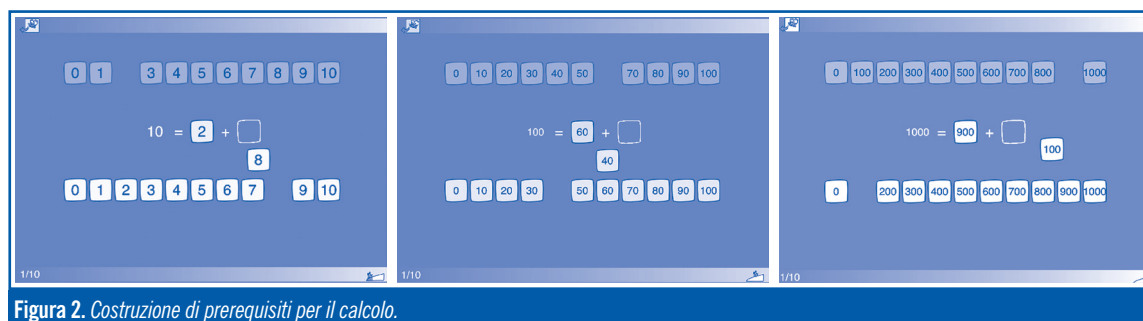 0 1 3 4 5 6 7 8 9 10
10 = 2 +
8
0 1 2 3 4 5 6 7 9 10
1/10
0 10 20 30 40 50 70 80 90 100
100 = 60 +
40
0 10 20 30 50 60 70 80 90 100
1/10
0 100 200 300 400 500 600 700 800 1000
1000 = 900 +
100
0 200 300 400 500 600 700 800 900 1000
1/10
Figura 2. Costruzione di prerequisiti per il calcolo.